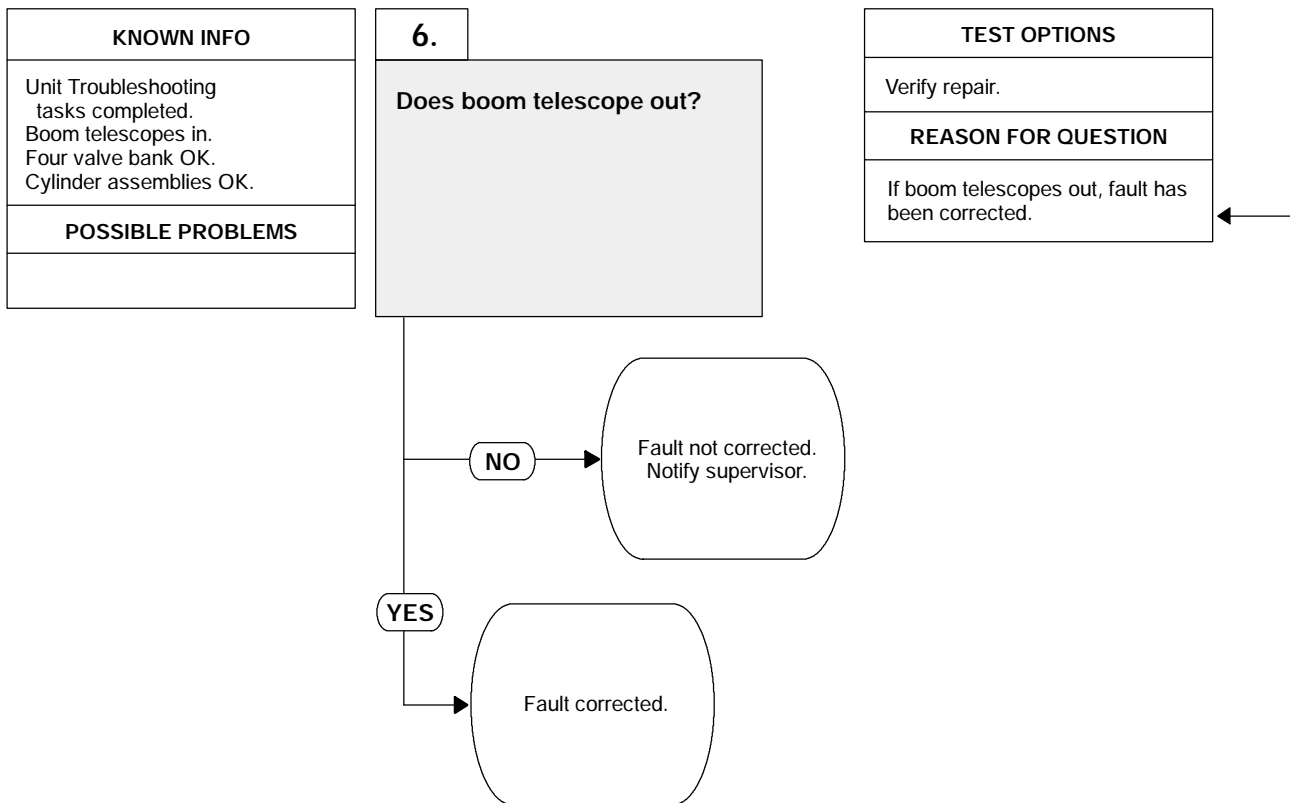 KNOWN INFO
Unit Troubleshooting
tasks completed.
Boom telescopes in.
Four valve bank OK.
Cylinder assemblies OK.
POSSIBLE PROBLEMS
6.
Does boom telescope out?
TEST OPTIONS
Verify repair.
REASON FOR QUESTION
If boom telescopes out, fault has
been corrected.
NO
Fault not corrected.
Notify supervisor.
YES
Fault corrected.